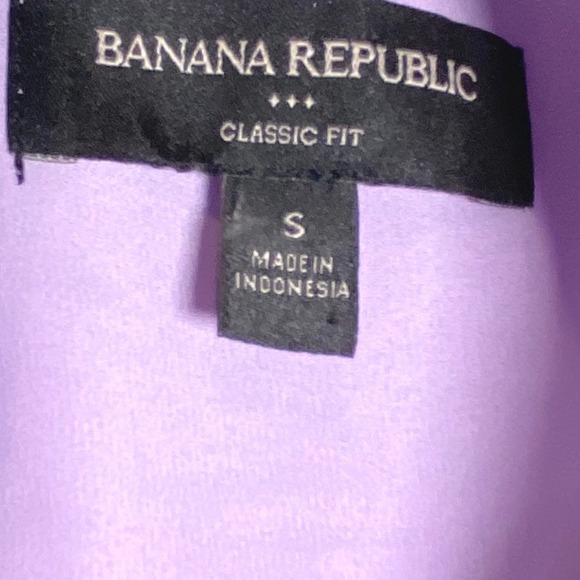 BANANA REPUBLIC
CLASSIC FIT
S
MADE IN
INDONESIA